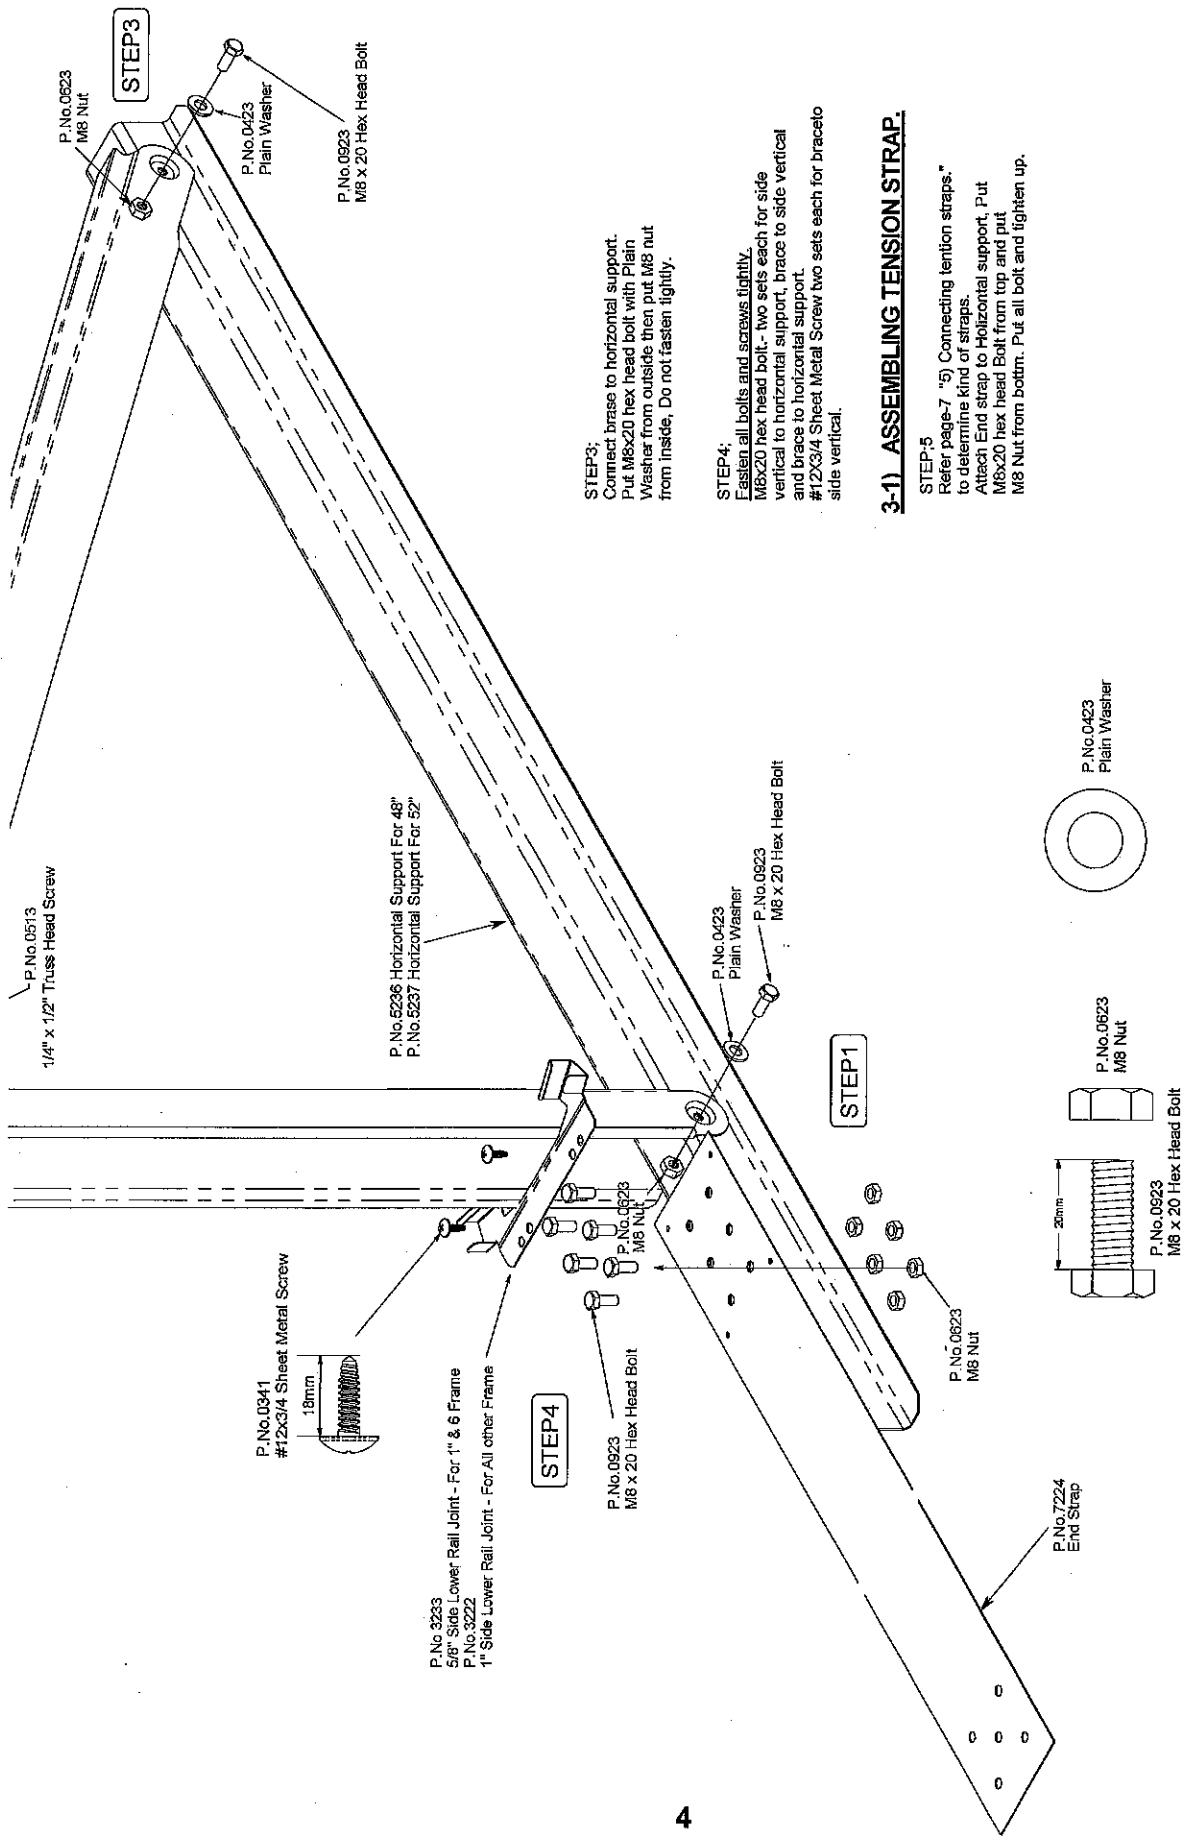 STEP3
P.No.0623
M8 Nut
P.No.0423
Plain Washer
P.No.0923
M8 x 20 Hex Head Bolt
P.No.0513
1/4" x 1/2" Truss Head Screw
P.No.5236 Horizontal Support For 48"
P.No.5237 Horizontal Support For 52"
P.No.0341
#12x3/4 Sheet Metal Screw
18mm
P.No 3233
5/8" Side Lower Rail Joint - For 1" & 6 Frame
P.No.3222
1" Side Lower Rail Joint - For All other Frame
STEP4
P.No.0923
M8 x 20 Hex Head Bolt
P.No.0623
M8 Nut
P.No.0423
Plain Washer
P.No.0923
M8 x 20 Hex Head Bolt
STEP1
P.No.0623
M8 Nut
P.No.7224
End Strap
STEP3;
Connect brase to horizontal support.
Put M8x20 hex head bolt with Plain
Washer from outside then put M8 nut
from inside, Do not fasten tightly.
STEP4;
Fasten all bolts and screws tightly.
M8x20 hex head bolt.- two sets each for side
vertical to horizontal support, brace to side vertical
and brace to horizontal support.
#12X3/4 Sheet Metal Screw two sets each for braceto
side vertical.
3-1) ASSEMBLING TENSION STRAP.
STEP;5
Refer page-7 "5) Connecting tention straps."
to determine kind of straps.
Attach End strap to Holizontal support, Put
M8x20 hex head Bolt from top and put
M8 Nut from bottm. Put all bolt and tighten up.
20mm
P.No.0923
M8 x 20 Hex Head Bolt
P.No.0623
M8 Nut
P.No.0423
Plain Washer
4